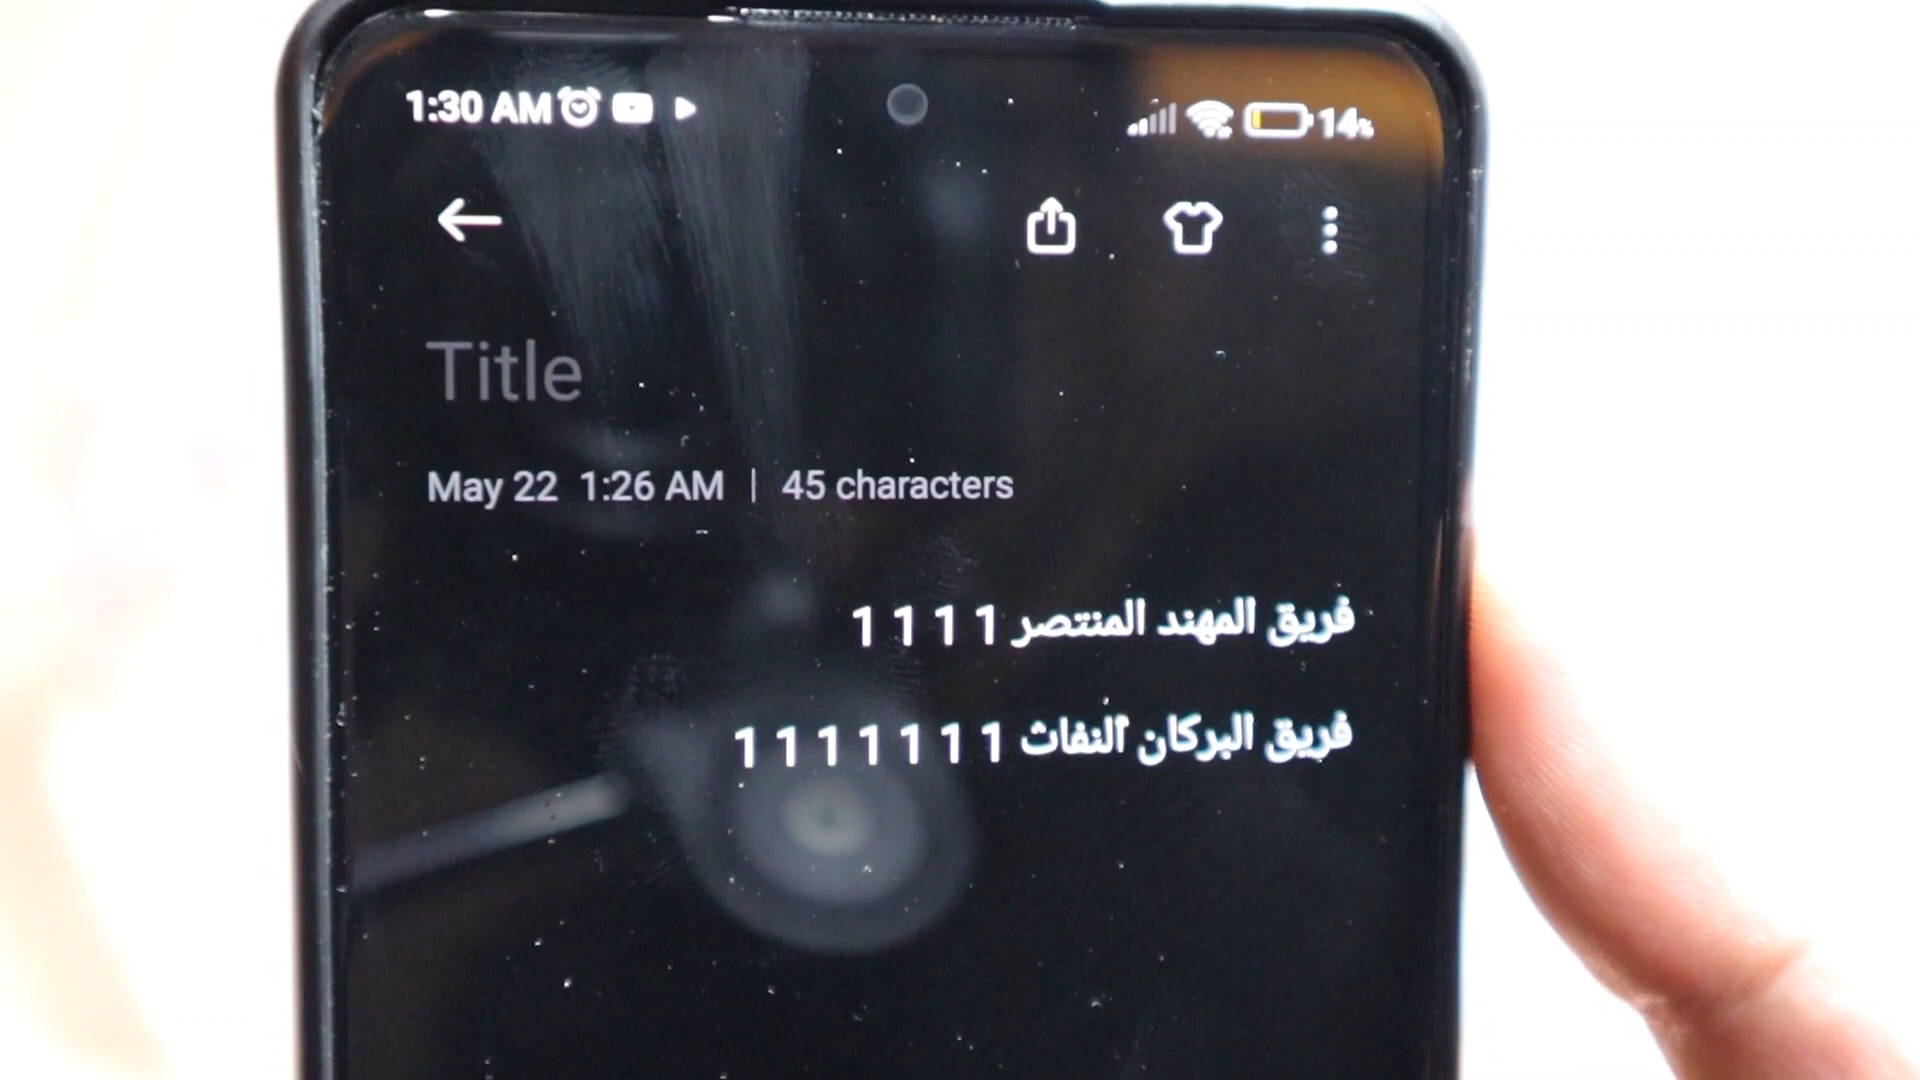 1:30 AM 14%
Title
May 22 1:26 AM | 45 characters
فريق المهند المنتصر 1 1 1 1
فريق البركان النفاث 1 1 1 1 1 1 1